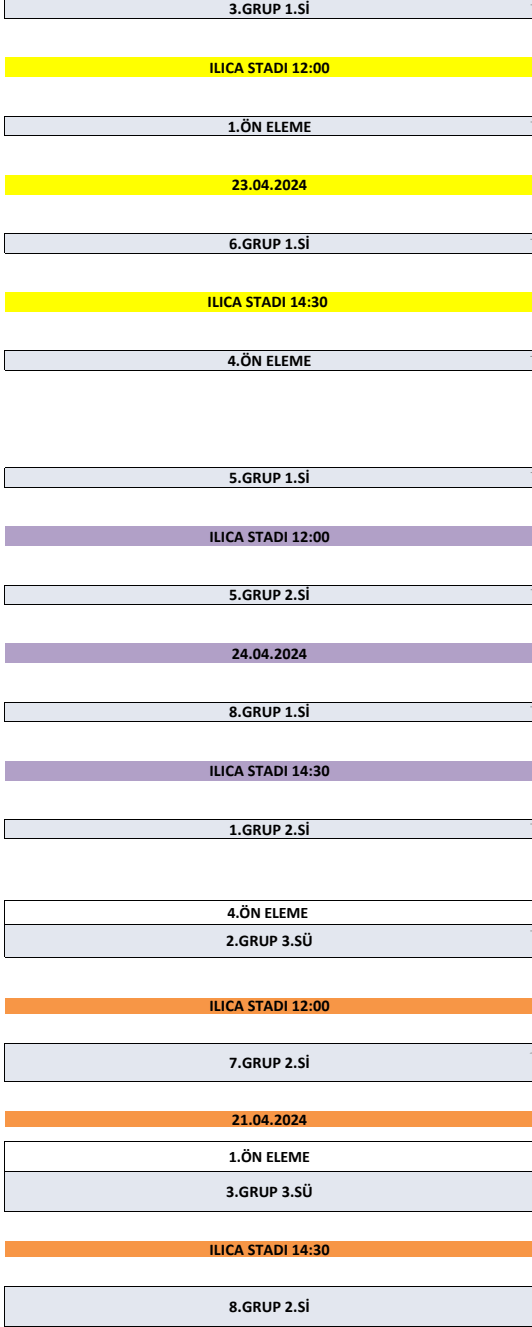 3.GRUP 1.Sİ
ILICA STADI 12:00
1.ÖN ELEME
23.04.2024
6.GRUP 1.Sİ
ILICA STADI 14:30
4.ÖN ELEME
5.GRUP 1.Sİ
ILICA STADI 12:00
5.GRUP 2.Sİ
24.04.2024
8.GRUP 1.Sİ
ILICA STADI 14:30
1.GRUP 2.Sİ
4.ÖN ELEME
2.GRUP 3.SÜ
ILICA STADI 12:00
7.GRUP 2.Sİ
21.04.2024
1.ÖN ELEME
3.GRUP 3.SÜ
ILICA STADI 14:30
8.GRUP 2.Sİ